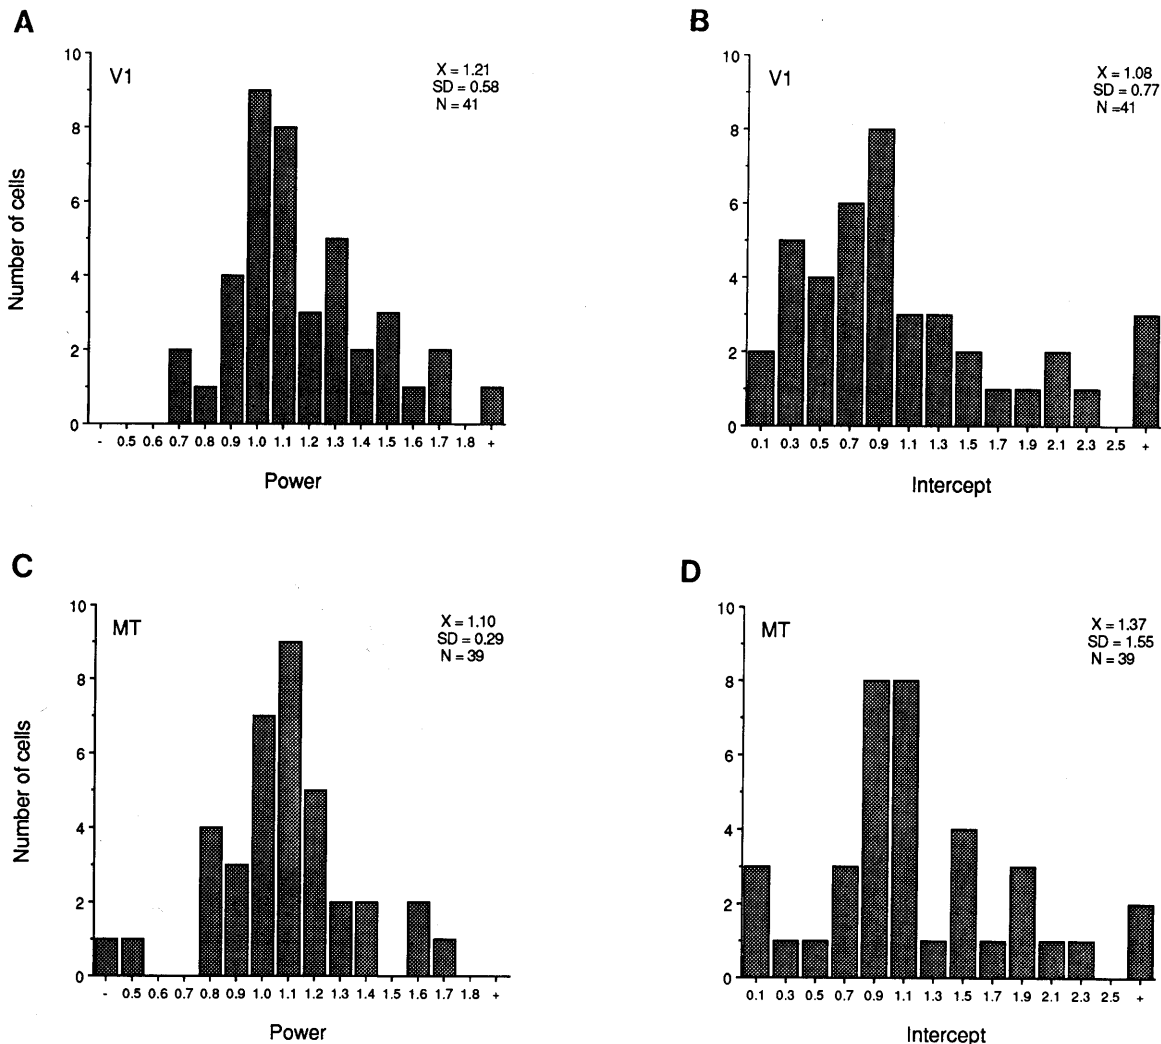 A
V1
X = 1.21
SD = 0.58
N = 41
10
8
6
4
2
0
Number of cells
- 0.5 0.6 0.7 0.8 0.9 1.0 1.1 1.2 1.3 1.4 1.5 1.6 1.7 1.8 +
Power
B
V1
X = 1.08
SD = 0.77
N =41
10
8
6
4
2
0
0.1 0.3 0.5 0.7 0.9 1.1 1.3 1.5 1.7 1.9 2.1 2.3 2.5 +
Intercept
C
MT
X = 1.10
SD = 0.29
N = 39
10
8
6
4
2
0
Number of cells
- 0.5 0.6 0.7 0.8 0.9 1.0 1.1 1.2 1.3 1.4 1.5 1.6 1.7 1.8 +
Power
D
MT
X = 1.37
SD = 1.55
N = 39
10
8
6
4
2
0
0.1 0.3 0.5 0.7 0.9 1.1 1.3 1.5 1.7 1.9 2.1 2.3 2.5 +
Intercept